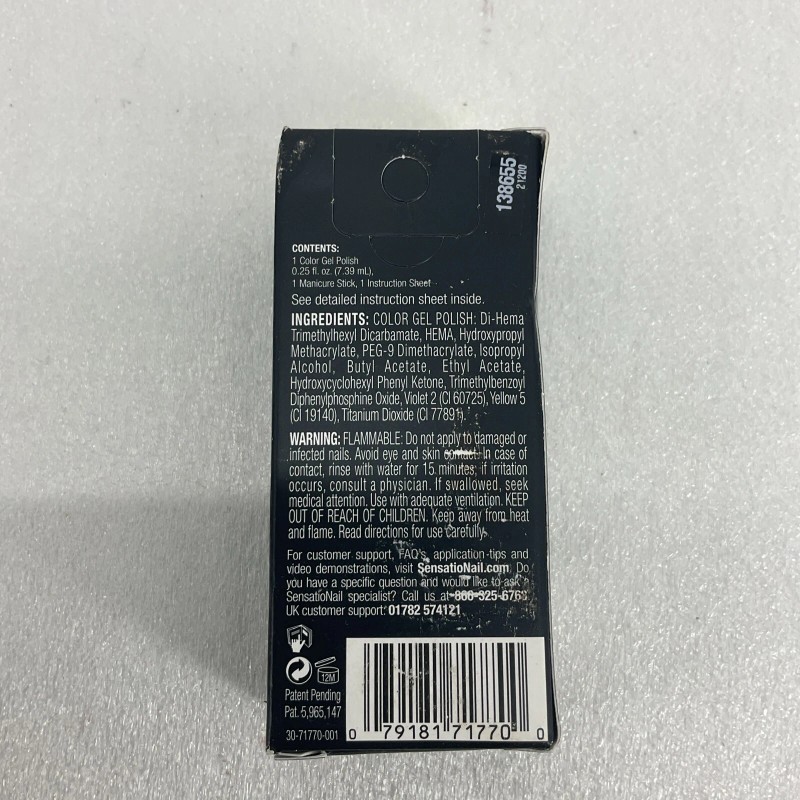 138655
21200
CONTENTS:
1 Color Gel Polish
0.25 fl. oz. (7.39 mL),
1 Manicure Stick, 1 Instruction Sheet
See detailed instruction sheet inside.
INGREDIENTS: COLOR GEL POLISH: Di-Hema
Trimethylhexyl Dicarbamate, HEMA, Hydroxypropyl
Methacrylate, PEG-9 Dimethacrylate, Isopropyl
Alcohol, Butyl Acetate, Ethyl Acetate,
Hydroxycyclohexyl Phenyl Ketone, Trimethylbenzoyl
Diphenylphosphine Oxide, Violet 2 (CI 60725), Yellow 5
(CI 19140), Titanium Dioxide (CI 77891).
WARNING: FLAMMABLE: Do not apply to damaged or
infected nails. Avoid eye and skin contact. In case of
contact, rinse with water for 15 minutes; if irritation
occurs, consult a physician. If swallowed, seek
medical attention. Use with adequate ventilation. KEEP
OUT OF REACH OF CHILDREN. Keep away from heat
and flame. Read directions for use carefully.
For customer support, FAQ's, application tips and
video demonstrations, visit SensatioNail.com. Do
you have a specific question and would like to ask a
SensatioNail specialist? Call us at
UK customer support: 01782 574121
12M
Patent Pending
Pat. 5,965,147
30-71770-001
0 79181 71770 0